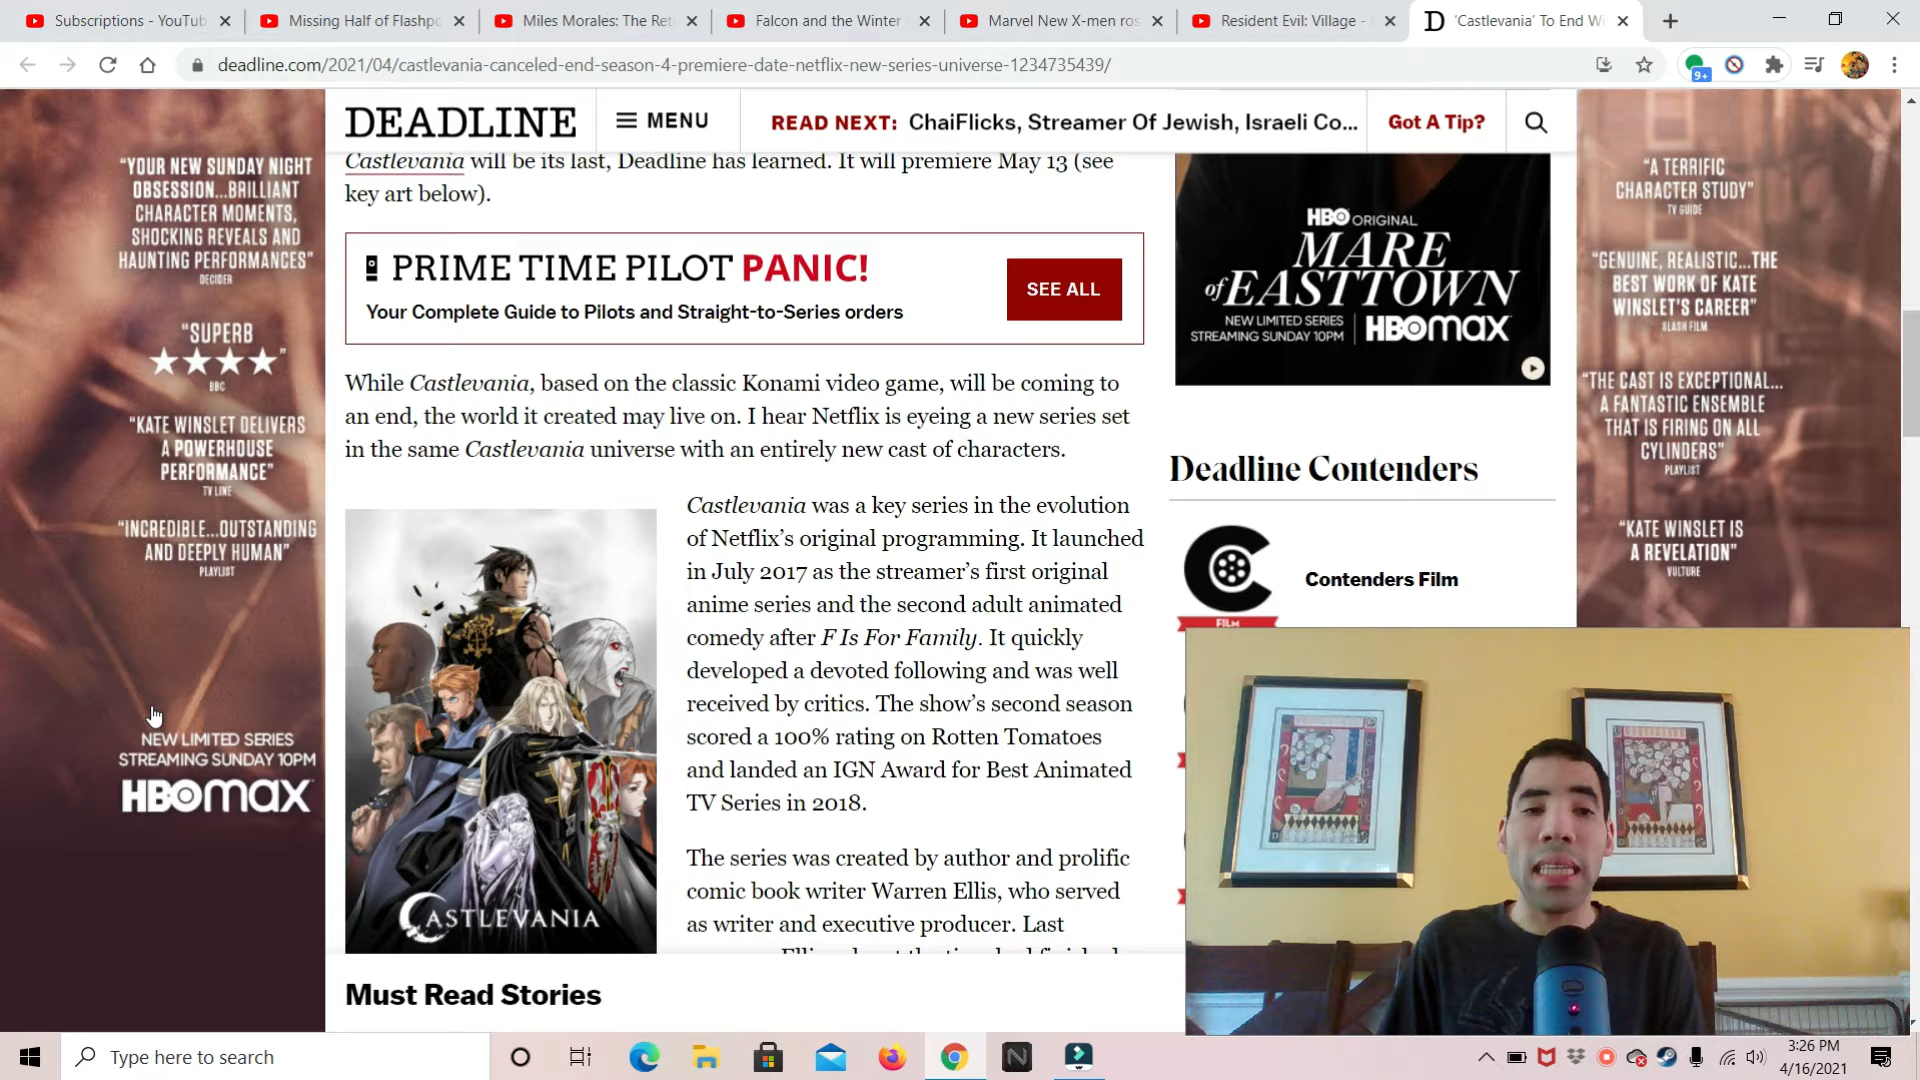 Subscriptions - YouTub
Missing Half of Flashpo
Miles Morales: The Ret
Falcon and the Winter
Marvel New X-men ros
Resident Evil: Village -
'Castlevania' To End Wi
deadline.com/2021/04/castlevania-canceled-end-season-4-premiere-date-netflix-new-series-universe-1234735439/
9+
DEADLINE
MENU
READ NEXT: ChaiFlicks, Streamer Of Jewish, Israeli Co...
Got A Tip?
Castlevania will be its last, Deadline has learned. It will premiere May 13 (see
key art below).
PRIME TIME PILOT PANIC!
Your Complete Guide to Pilots and Straight-to-Series orders
SEE ALL
While Castlevania, based on the classic Konami video game, will be coming to
an end, the world it created may live on. I hear Netflix is eyeing a new series set
in the same Castlevania universe with an entirely new cast of characters.
CASTLEVANIA
Castlevania was a key series in the evolution
of Netflix's original programming. It launched
in July 2017 as the streamer's first original
anime series and the second adult animated
comedy after F Is For Family. It quickly
developed a devoted following and was well
received by critics. The show's second season
scored a 100% rating on Rotten Tomatoes
and landed an IGN Award for Best Animated
TV Series in 2018.
The series was created by author and prolific
comic book writer Warren Ellis, who served
as writer and executive producer. Last
Must Read Stories
"YOUR NEW SUNDAY NIGHT
OBSESSION...BRILLIANT
CHARACTER MOMENTS,
SHOCKING REVEALS AND
HAUNTING PERFORMANCES"
DECIDER
"SUPERB
★★★★"
BBC
"KATE WINSLET DELIVERS
A POWERHOUSE
PERFORMANCE"
TV LINE
"INCREDIBLE...OUTSTANDING
AND DEEPLY HUMAN"
PLAYLIST
NEW LIMITED SERIES
STREAMING SUNDAY 10PM
HBOMAX
HBO ORIGINAL
MARE
of EASTTOWN
NEW LIMITED SERIES
STREAMING SUNDAY 10PM
HBOMAX
Deadline Contenders
Contenders Film
FILM
"A TERRIFIC
CHARACTER STUDY"
TV GUIDE
"GENUINE, REALISTIC...THE
BEST WORK OF KATE
WINSLET'S CAREER"
SLASH FILM
"THE CAST IS EXCEPTIONAL...
A FANTASTIC ENSEMBLE
THAT IS FIRING ON ALL
CYLINDERS"
PLAYLIST
"KATE WINSLET IS
A REVELATION"
VULTURE
Type here to search
3:26 PM
4/16/2021